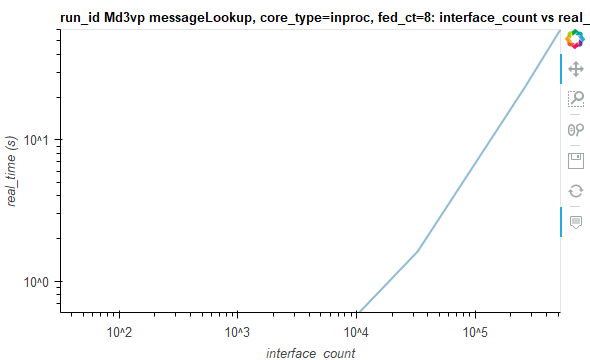 run_id Md3vp messageLookup, core_type=inproc, fed_ct=8: interface_count vs real_
real_time (s)
10^1
10^0
10^2
10^3
10^4
10^5
interface_count